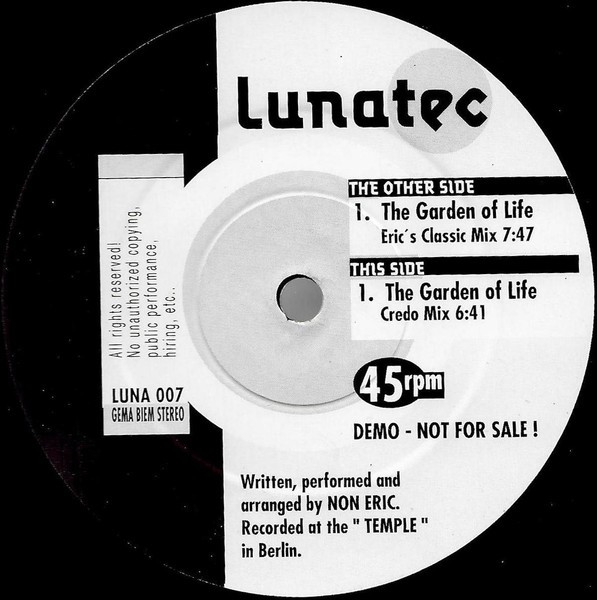 Lunatec
THE OTHER SIDE
1. The Garden of Life
Eric´s Classic Mix 7:47
THIS SIDE
1. The Garden of Life
Credo Mix 6:41
45rpm
DEMO - NOT FOR SALE !
Written, performed and
arranged by NON ERIC.
Recorded at the " TEMPLE "
in Berlin.
All rights reserved!
No unauthorized copying,
public performance,
hiring, etc..
LUNA 007
GEMA BIEM STEREO